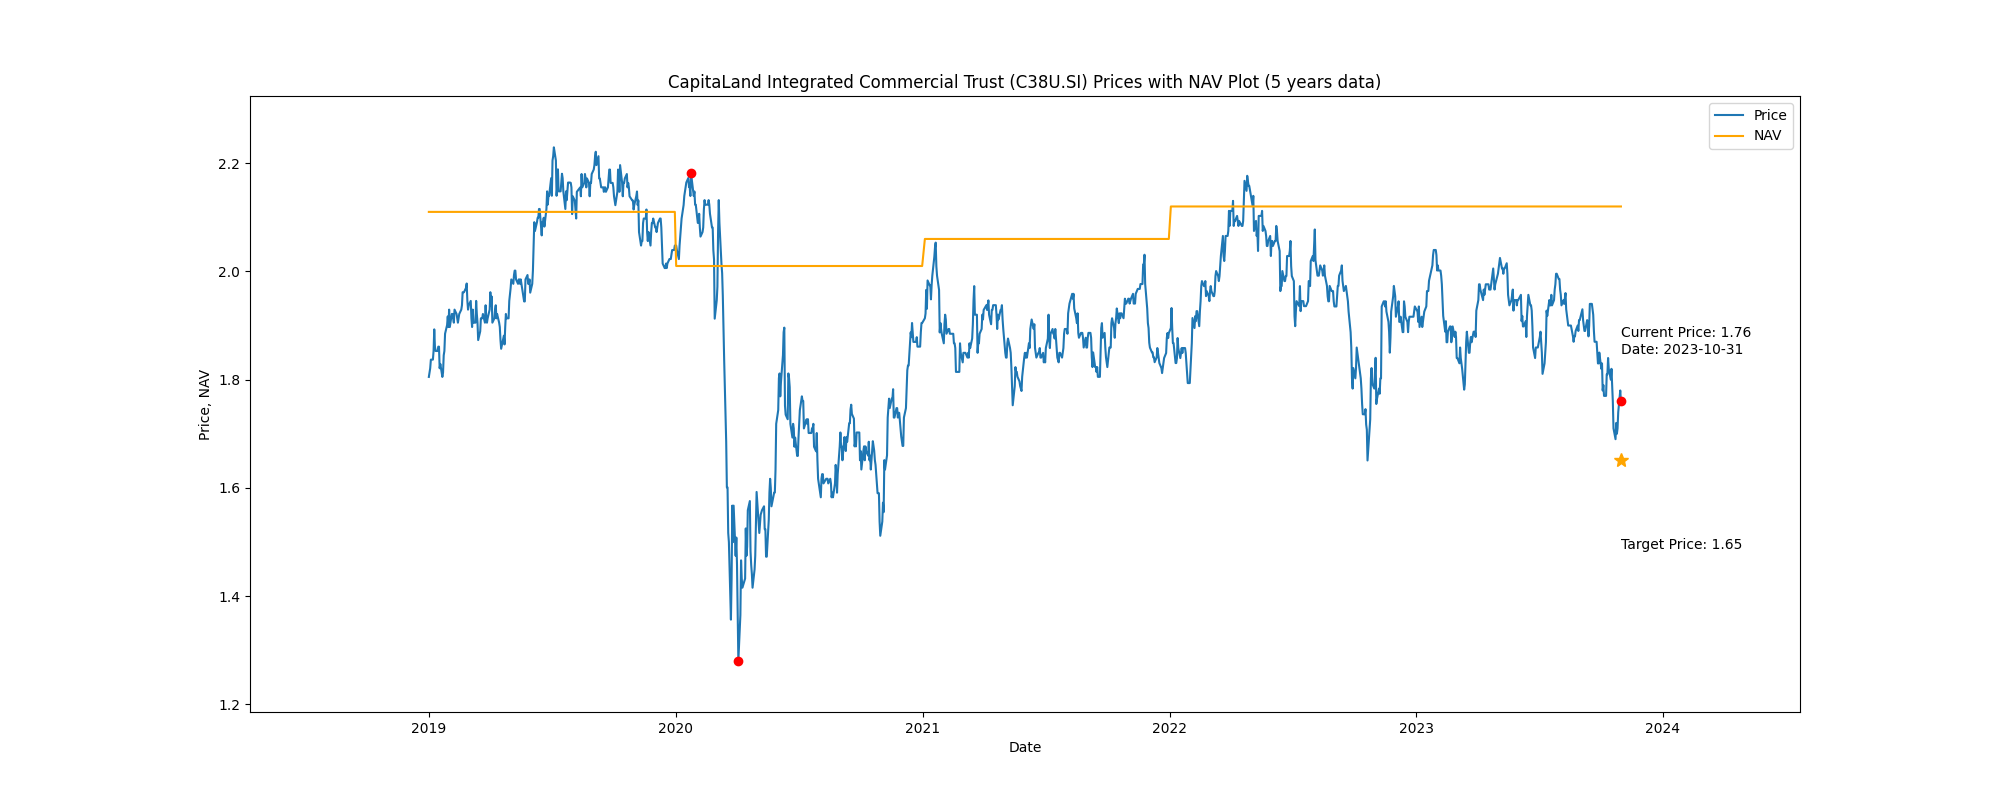 CapitaLand Integrated Commercial Trust (C38U.SI) Prices with NAV Plot (5 years data)
Price
NAV
Price, NAV
2.2
2.0
1.8
1.6
1.4
1.2
Current Price: 1.76
Date: 2023-10-31
Target Price: 1.65
2019
2020
2021
2022
2023
2024
Date